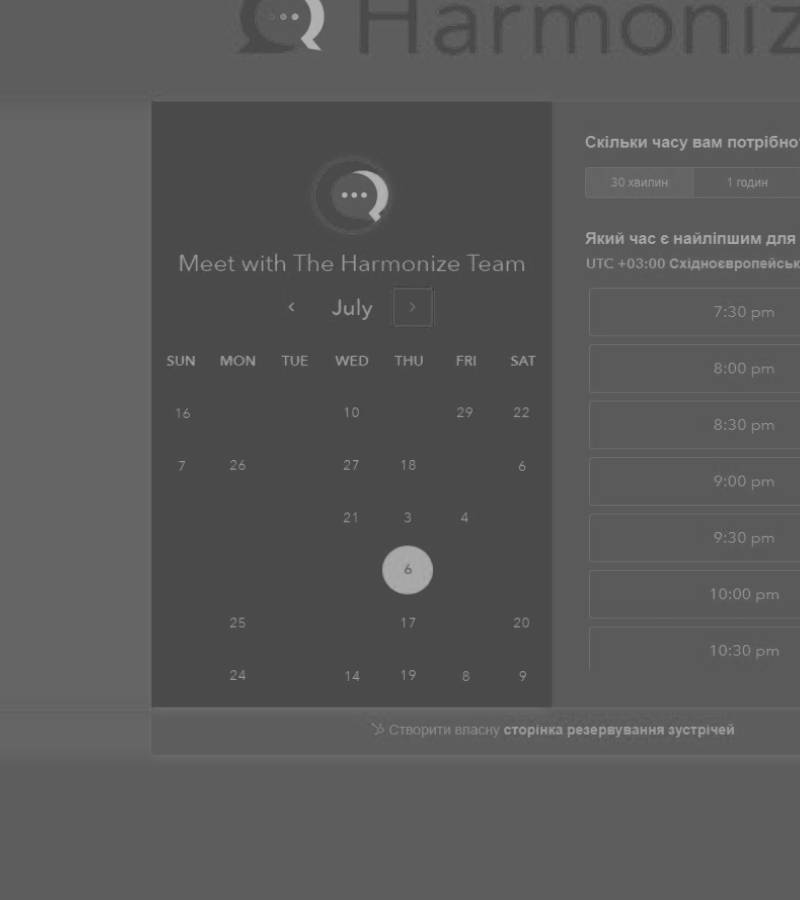 Harmoniz
Meet with The Harmonize Team
July
SUN MON TUE WED THU FRI SAT
16 10 29 22
7 26 27 18 6
21 3 4
6
25 17 20
24 14 19 8 9
Скільки часу вам потрібно
30 хвилин 1 годин
Який час є найліпшим для
UTC +03:00 Східноєвропейськ
7:30 pm
8:00 pm
8:30 pm
9:00 pm
9:30 pm
10:00 pm
10:30 pm
Створити власну сторінка резервування зустрічей